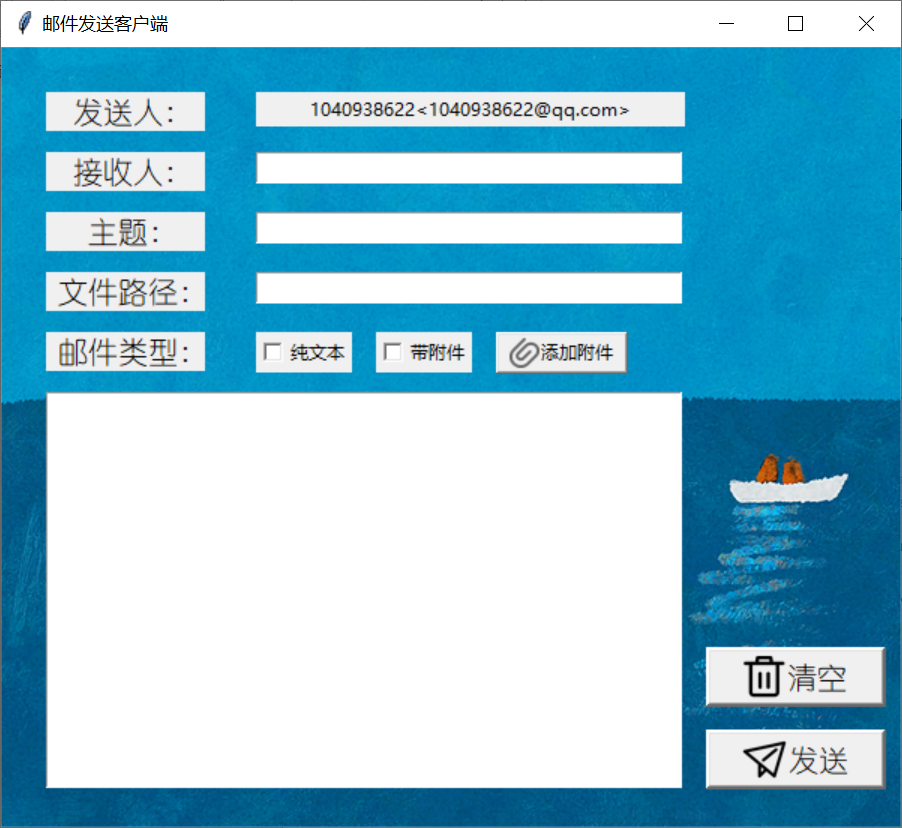 邮件发送客户端
发送人：
1040938622<1040938622@qq.com>
接收人：
主题：
文件路径：
邮件类型：
纯文本
带附件
添加附件
清空
发送